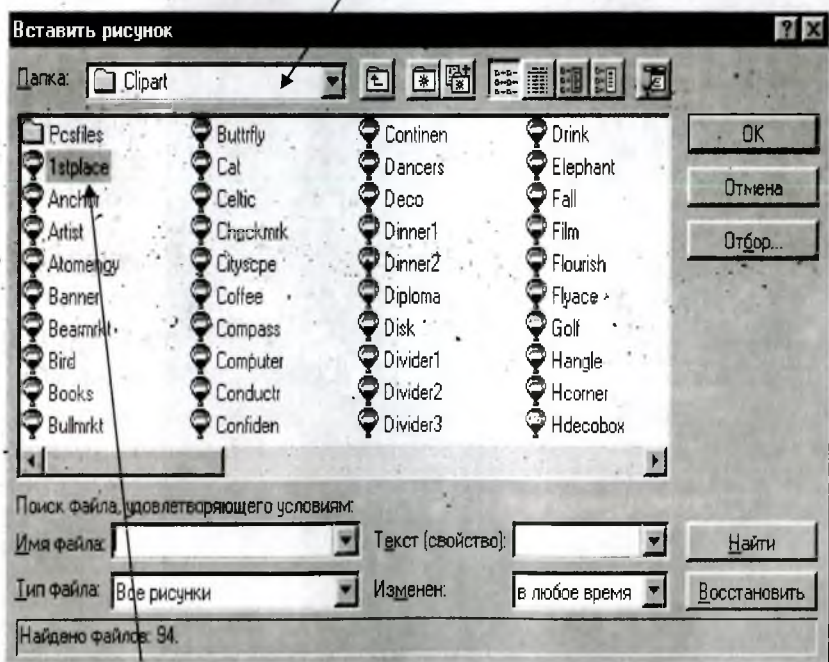 Вставить рисунок
Папка: Clipart
Pcsfiles Buttrfly Continen Drink
1stplace Cat Dancers Elephant
Anchor Celtic Deco Fall
Artist Checkmrk Dinner1 Film
Atomengy Cityscpe Dinner2 Flourish
Banner Coffee Diploma Flyace
Bearmrkt Compass Disk Golf
Bird Computer Divider1 Hangle
Books Conductr Divider2 Hcorner
Bullmrkt Confiden Divider3 Hdecobox
OK
Отмена
Отбор...
Поиск файла, удовлетворяющего условиям:
Имя файла: Текст (свойство): Найти
Тип файла: Все рисунки Изменен: в любое время Восстановить
Найдено файлов: 94.